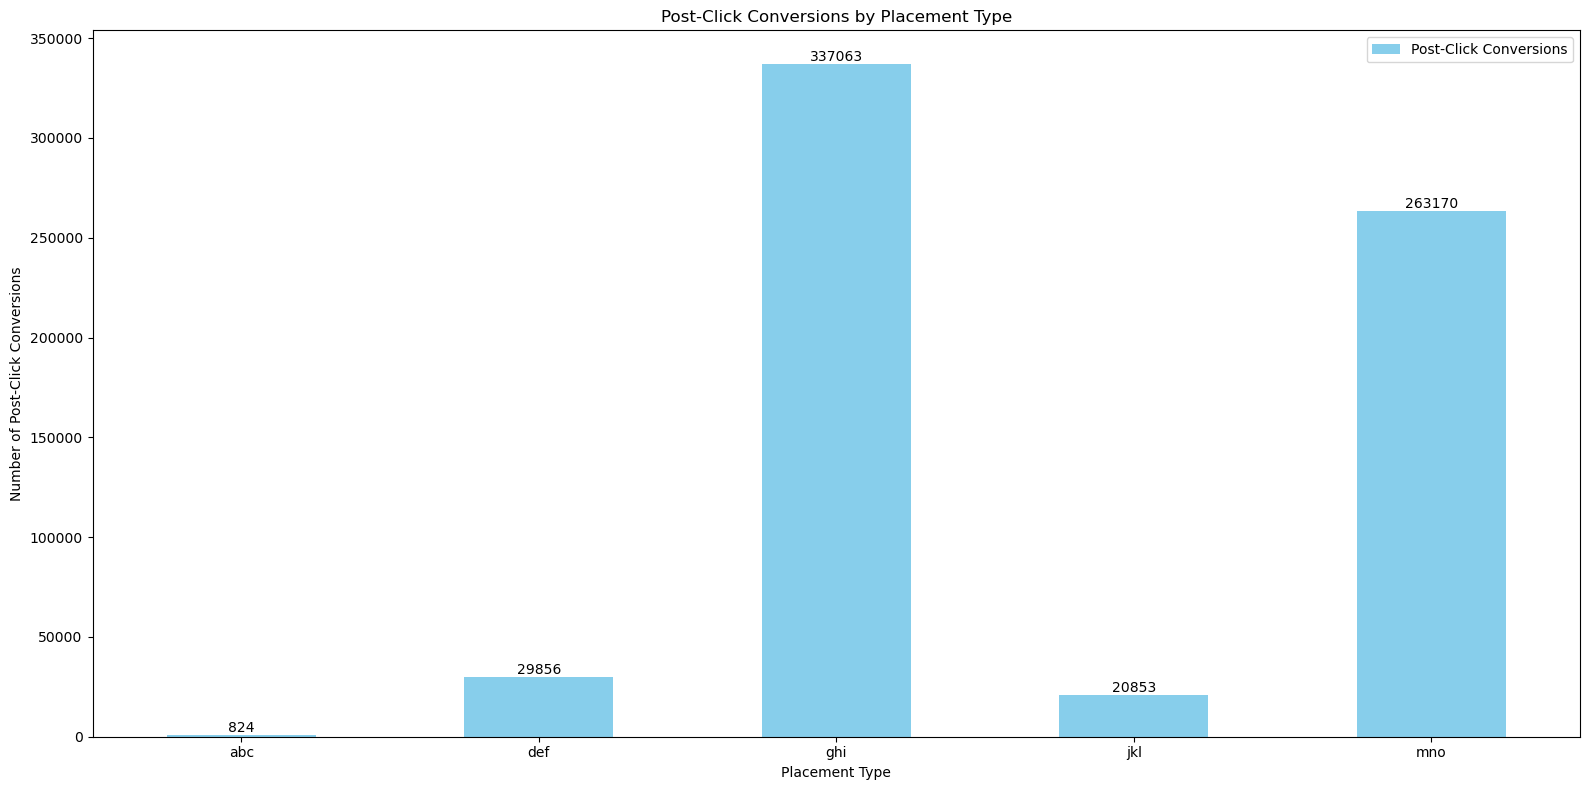 Post-Click Conversions by Placement Type
Post-Click Conversions
Number of Post-Click Conversions
350000
300000
250000
200000
150000
100000
50000
0
824
29856
337063
20853
263170
abc def ghi jkl mno
Placement Type